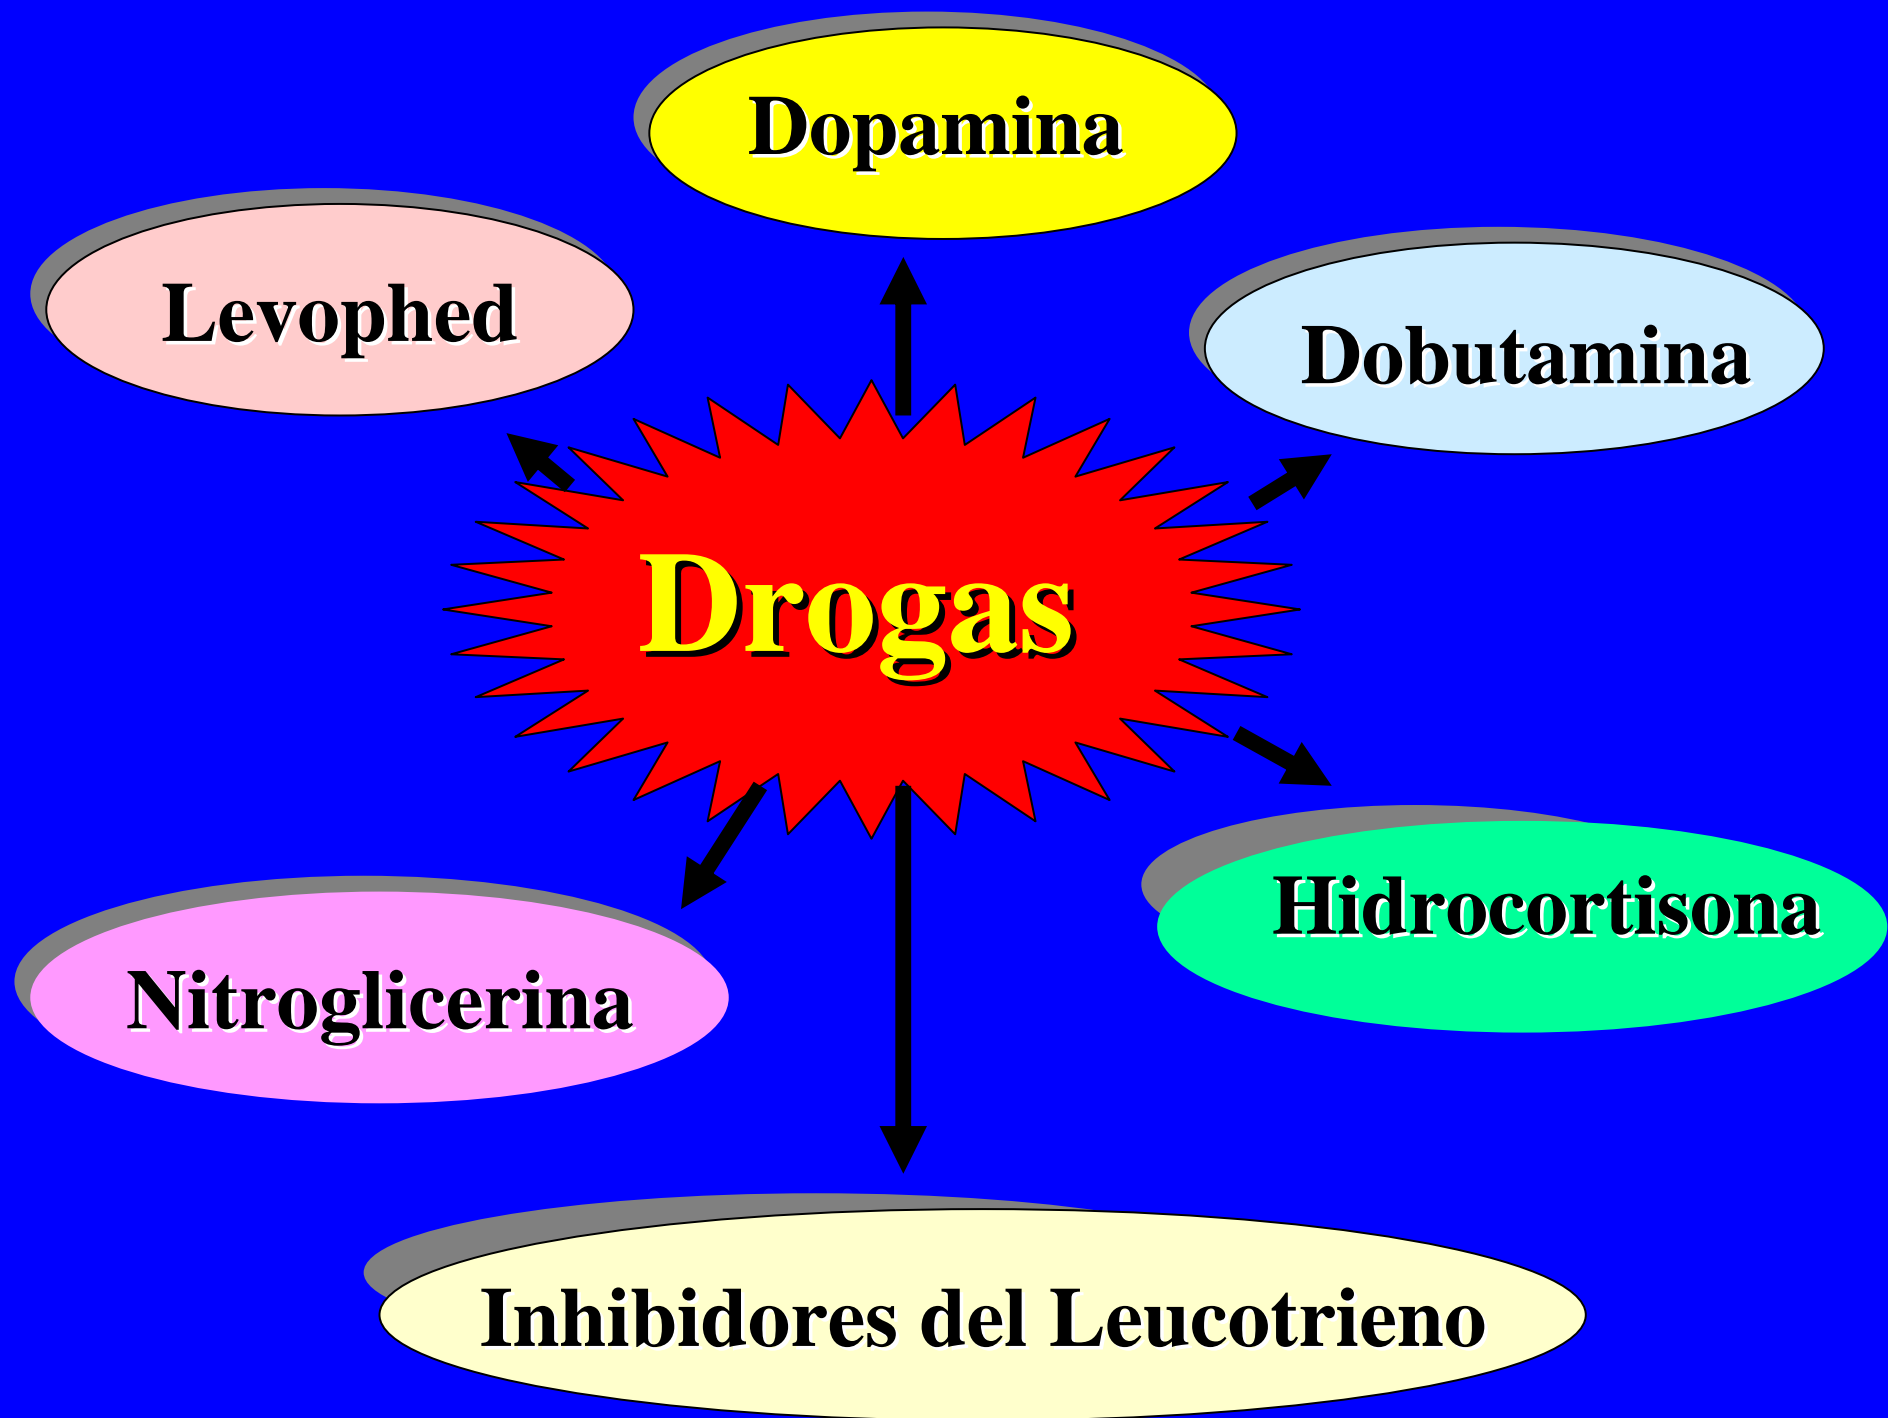 Dopamina
Levophed
Dobutamina
Drogas
Hidrocortisona
Nitroglicerina
Inhibidores del Leucotrieno